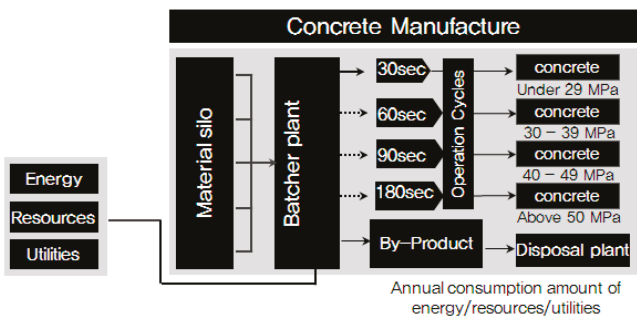 Concrete Manufacture
Energy
Resources
Utilities
Material silo
Batcher plant
30sec
60sec
90sec
180sec
By-Product
Operation Cycles
concrete
Under 29 MPa
concrete
30 - 39 MPa
concrete
40 - 49 MPa
concrete
Above 50 MPa
Disposal plant
Annual consumption amount of
energy/resources/utilities